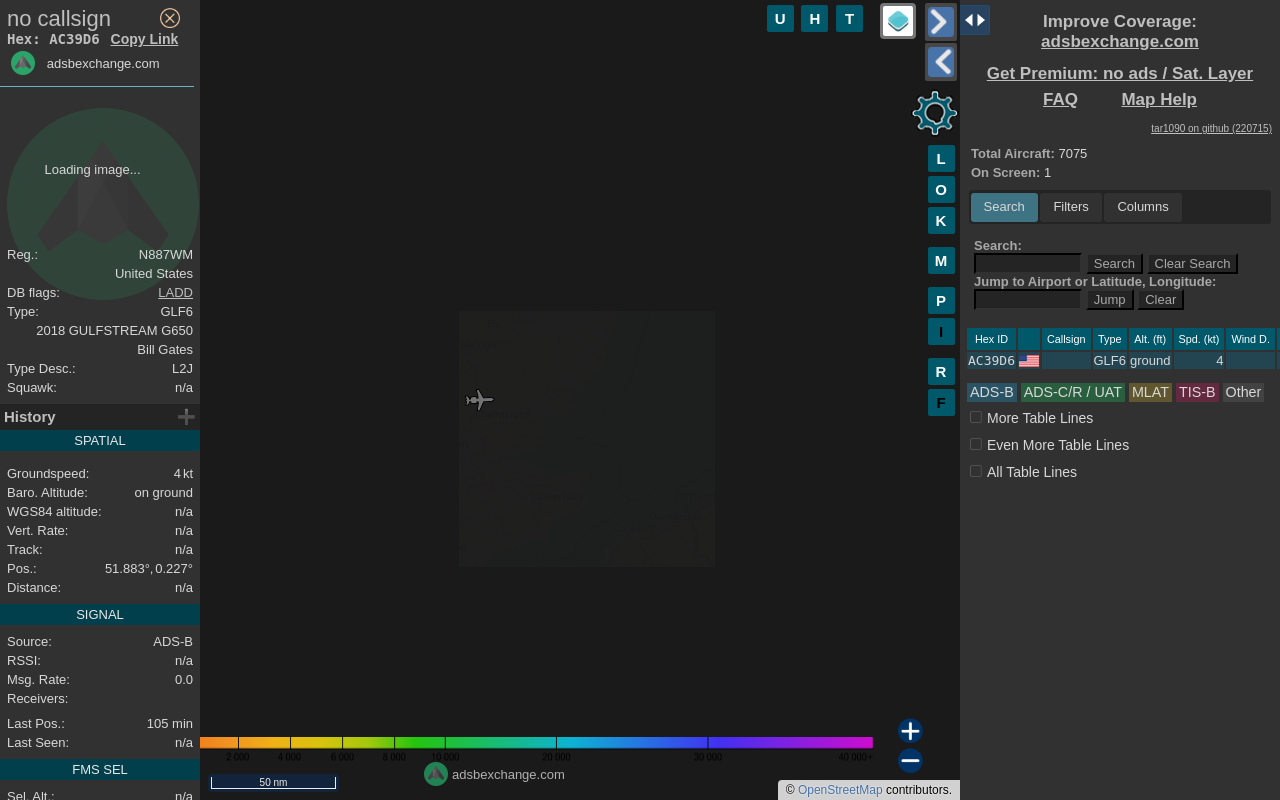 no callsign
Hex: AC39D6 Copy Link
adsbexchange.com
Loading image...
Reg.: N887WM
United States
DB flags: LADD
Type: GLF6
2018 GULFSTREAM G650
Bill Gates
Type Desc.: L2J
Squawk: n/a
History
SPATIAL
Groundspeed: 4 kt
Baro. Altitude: on ground
WGS84 altitude: n/a
Vert. Rate: n/a
Track: n/a
Pos.: 51.883°, 0.227°
Distance: n/a
SIGNAL
Source: ADS-B
RSSI: n/a
Msg. Rate: 0.0
Receivers:
Last Pos.: 105 min
Last Seen: n/a
FMS SEL
Sel. Alt.: n/a
U H T
L
O
K
M
P
I
R
F
2 000 4 000 6 000 8 000 10 000 20 000 30 000 40 000+
50 nm
adsbexchange.com
© OpenStreetMap contributors.
Improve Coverage:
adsbexchange.com
Get Premium: no ads / Sat. Layer
FAQ Map Help
tar1090 on github (220715)
Total Aircraft: 7075
On Screen: 1
Search Filters Columns
Search:
Search Clear Search
Jump to Airport or Latitude, Longitude:
Jump Clear
Hex ID Callsign Type Alt. (ft) Spd. (kt) Wind D.
AC39D6 GLF6 ground 4
ADS-B ADS-C/R / UAT MLAT TIS-B Other
More Table Lines
Even More Table Lines
All Table Lines